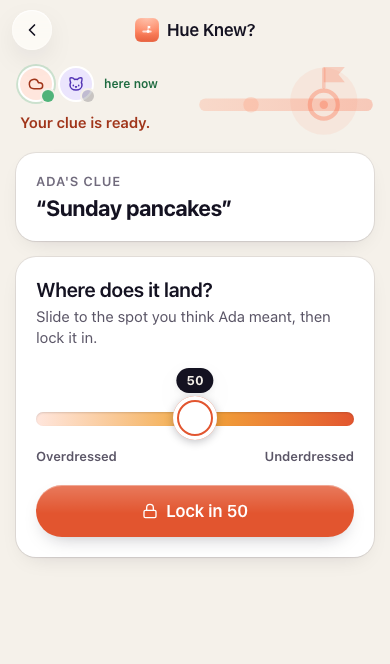 Hue Knew?
here now
Your clue is ready.
ADA'S CLUE
“Sunday pancakes”
Where does it land?
Slide to the spot you think Ada meant, then
lock it in.
50
Overdressed
Underdressed
Lock in 50